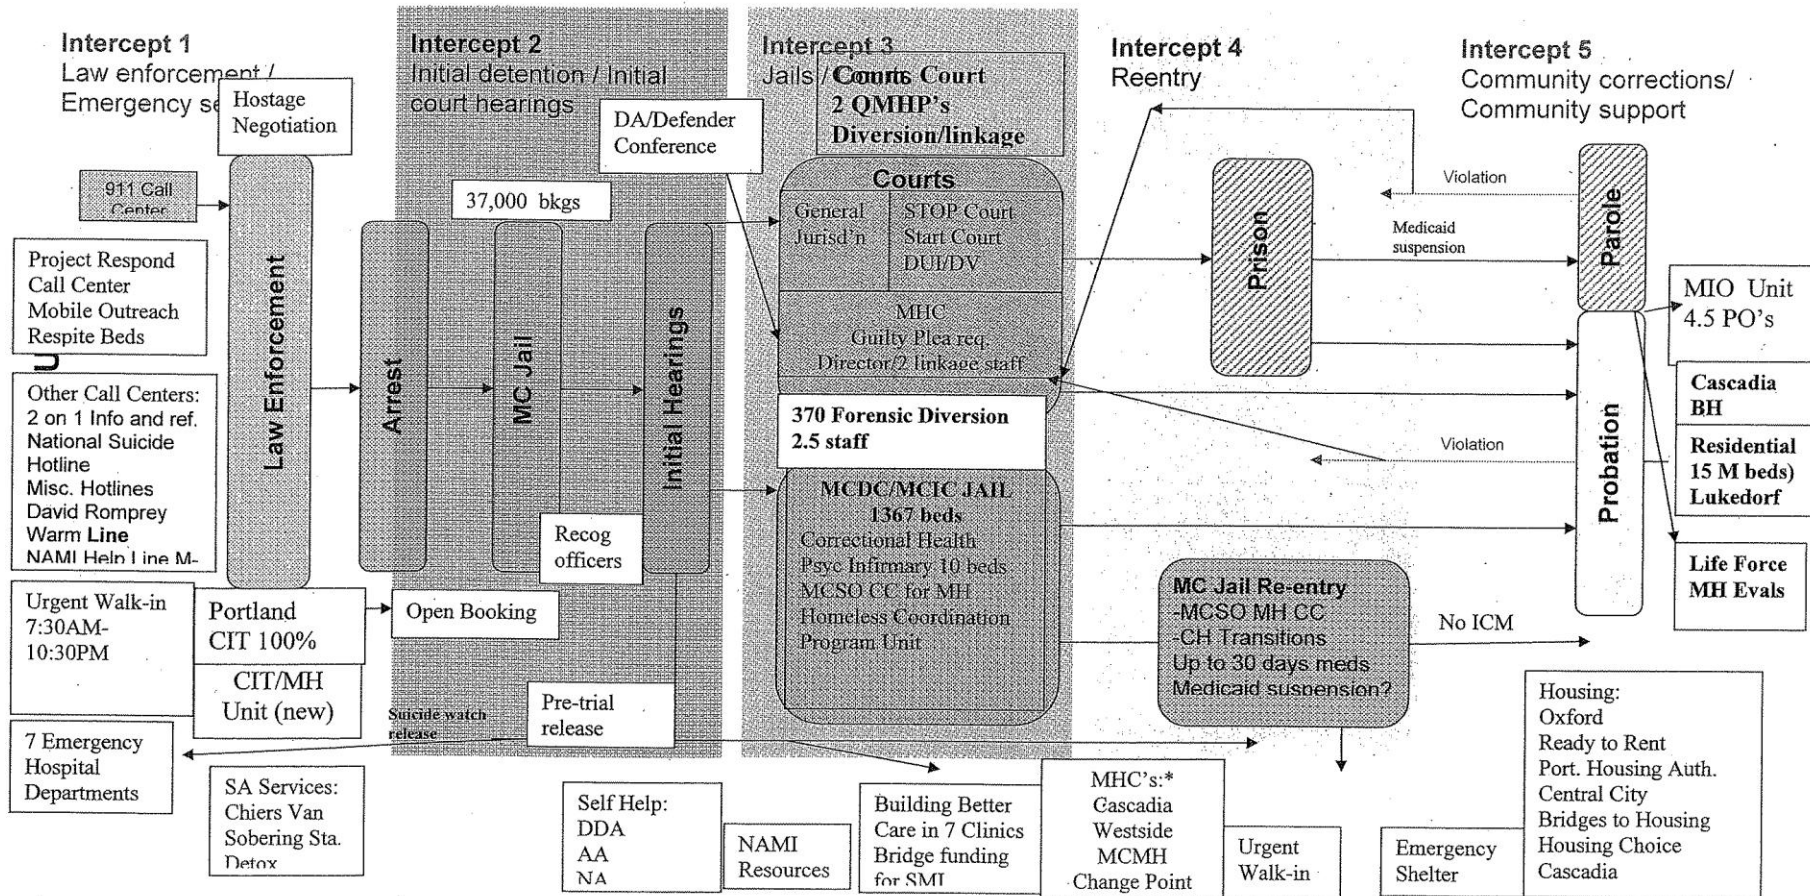 Intercept 1
Law enforcement /
Emergency se
Hostage
Negotiation
911 Call
Center
Law Enforcement
Project Respond
Call Center
Mobile Outreach
Respite Beds
Other Call Centers:
2 on 1 Info and ref.
National Suicide
Hotline
Misc. Hotlines
David Romprey
Warm Line
NAMI Help Line M-
Urgent Walk-in
7:30AM-
10:30PM
Portland
CIT 100%
CIT/MH
Unit (new)
7 Emergency
Hospital
Departments
SA Services:
Chiers Van
Sobering Sta.
Detox
Intercept 2
Initial detention / Initial
court hearings
DA/Defender
Conference
37,000 bkgs
Arrest
MC Jail
Initial Hearings
Recog
officers
Open Booking
Suicide watch
release
Pre-trial
release
Self Help:
DDA
AA
NA
NAMI
Resources
Intercept 3
Jails / Courts
Court
2 QMHP's
Diversion/linkage
Courts
General
Jurisd'n
STOP Court
Start Court
DUI/DV
MHC
Guilty Plea req.
Director/2 linkage staff
370 Forensic Diversion
2.5 staff
MCDC/MCIC JAIL
1367 beds
Correctional Health
Psyc Infirmary 10 beds
MCSO CC for MH
Homeless Coordination
Program Unit
Building Better
Care in 7 Clinics
Bridge funding
for SMI
MHC's:*
Cascadia
Westside
MCMH
Change Point
Intercept 4
Reentry
Prison
MC Jail Re-entry
-MCSO MH CC
-CH Transitions
Up to 30 days meds
Medicaid suspension?
Urgent
Walk-in
Intercept 5
Community corrections/
Community support
Violation
Medicaid
suspension
Parole
MIO Unit
4.5 PO's
Cascadia
BH
Residential
15 M beds)
Lukedorf
Violation
Probation
Life Force
MH Evals
No ICM
Emergency
Shelter
Housing:
Oxford
Ready to Rent
Port. Housing Auth.
Central City
Bridges to Housing
Housing Choice
Cascadia